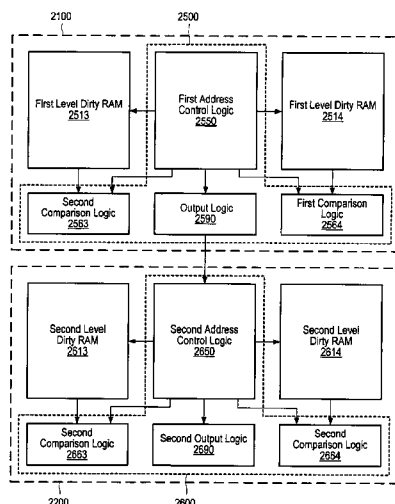 2100
2500
First Level Dirty RAM
2513
First Address
Control Logic
2550
First Level Dirty RAM
2514
Second
Comparison Logic
2563
Output Logic
2590
First Comparison
Logic
2564
Second Level
Dirty RAM
2613
Second Address
Control Logic
2650
Second Level
Dirty RAM
2614
Second
Comparison Logic
2663
Second Output Logic
2690
Second
Comparison Logic
2664
2200
2600